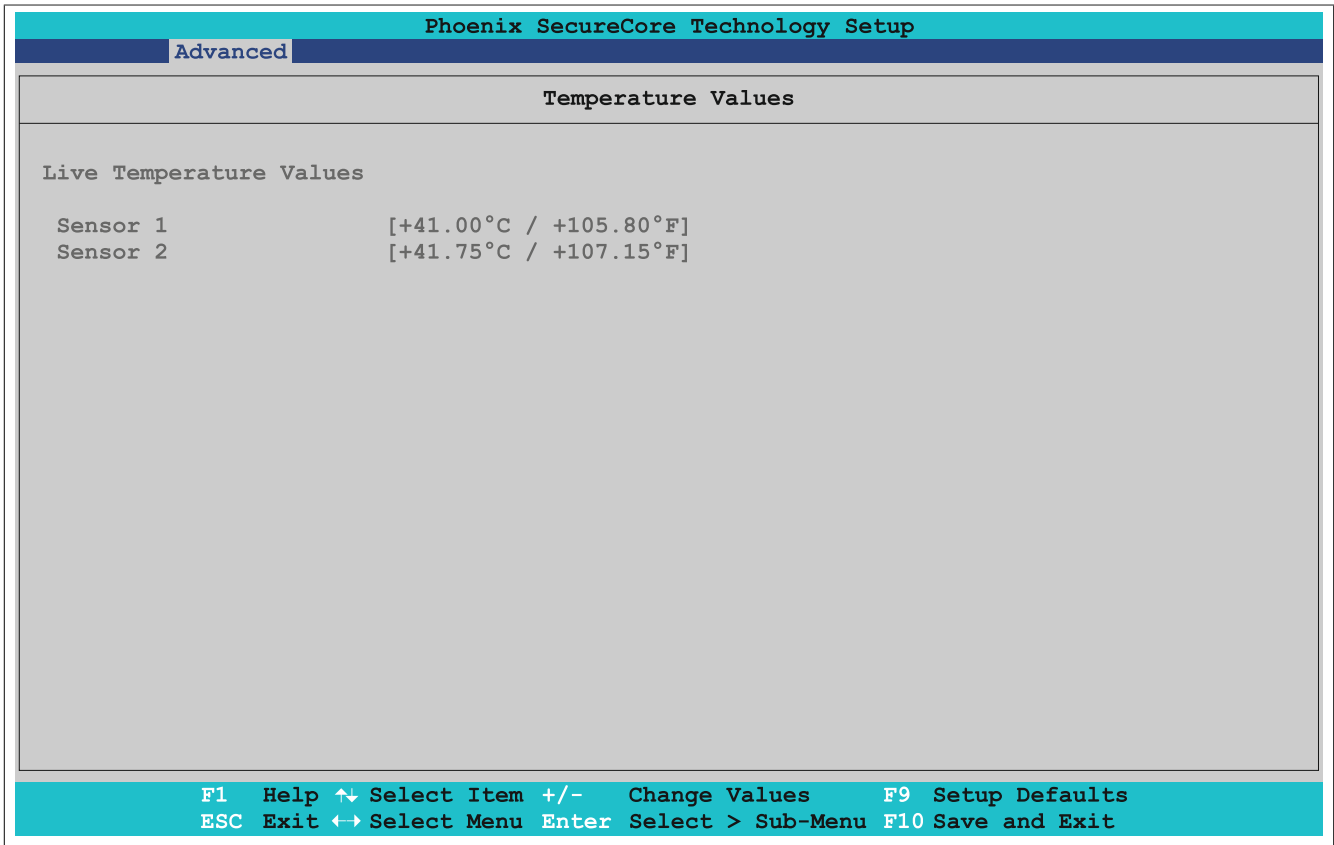 Phoenix SecureCore Technology Setup
Advanced
Temperature Values
Live Temperature Values
Sensor 1 [+41.00°C / +105.80°F]
Sensor 2 [+41.75°C / +107.15°F]
F1 Help ↑↓ Select Item +/- Change Values F9 Setup Defaults
ESC Exit ←→ Select Menu Enter Select > Sub-Menu F10 Save and Exit